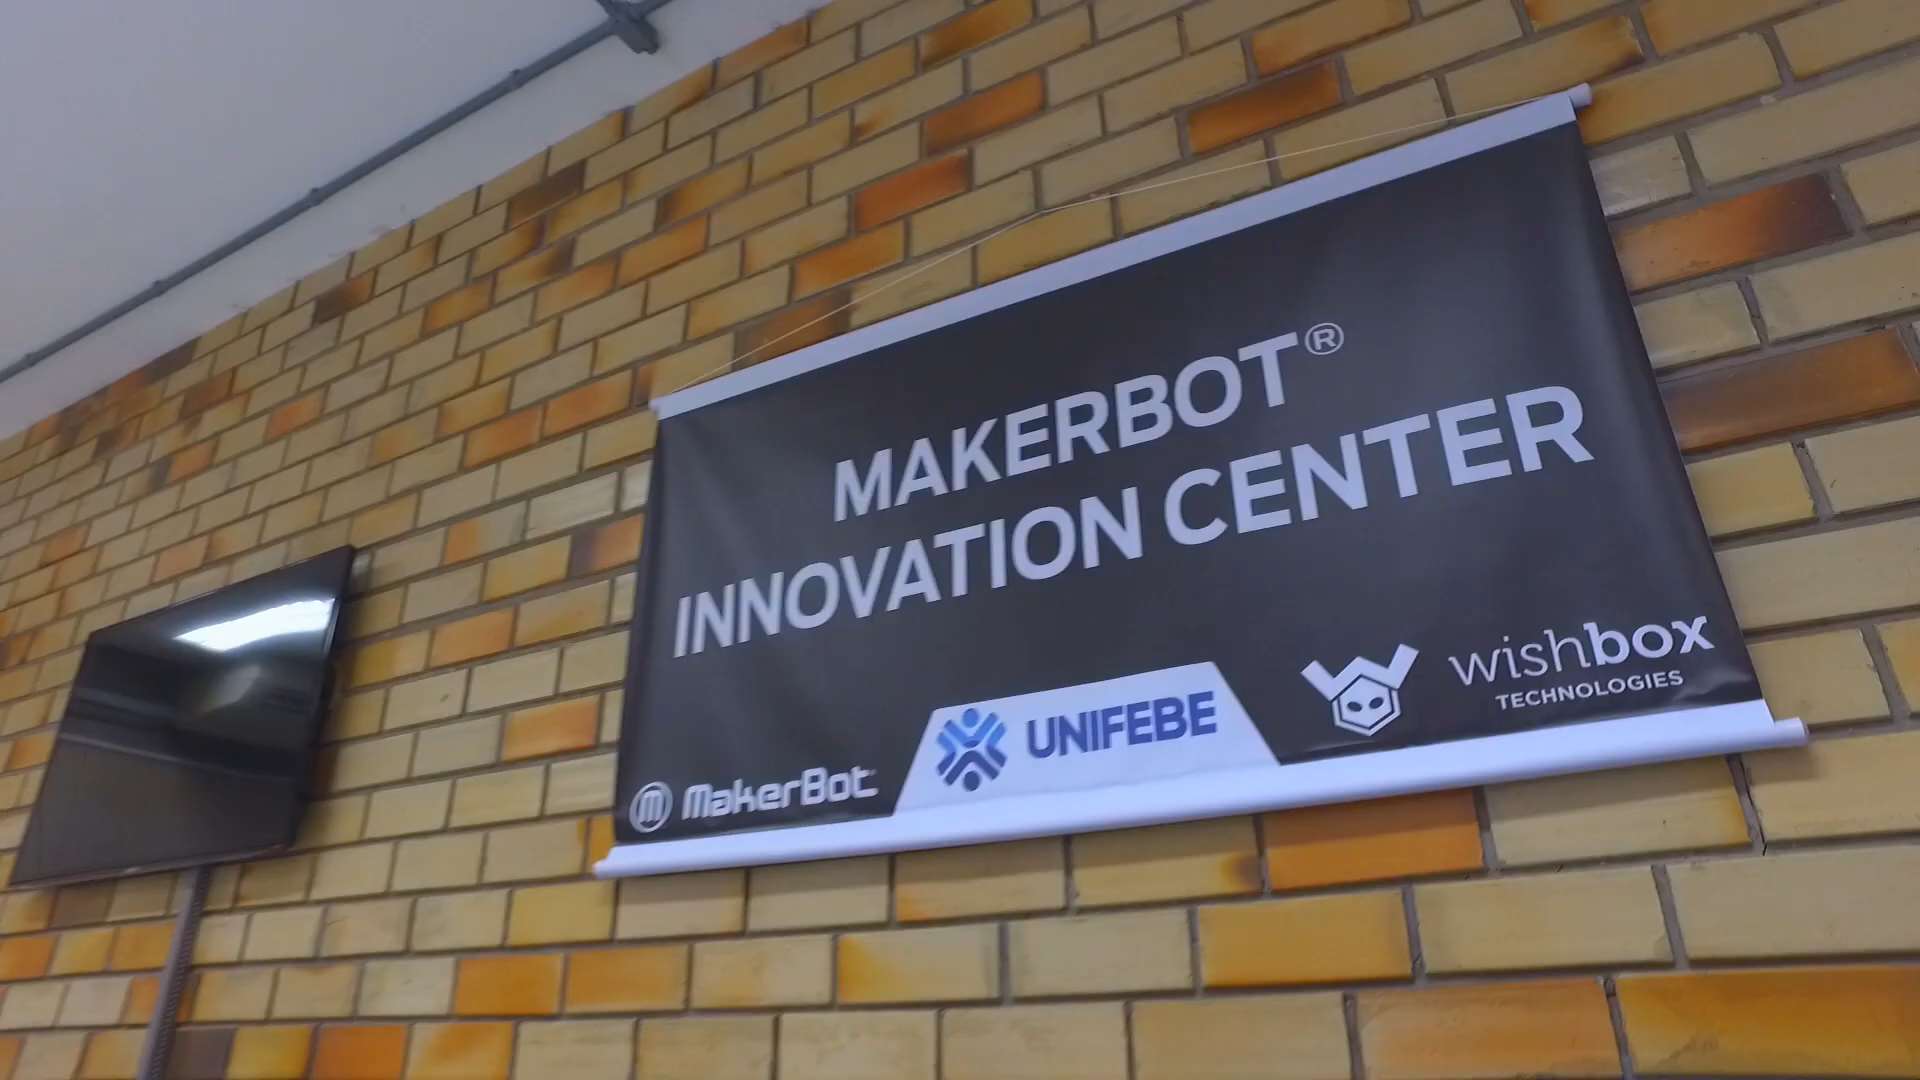 MAKERBOT®
INNOVATION CENTER
MakerBot
UNIFEBE
wishbox
TECHNOLOGIES